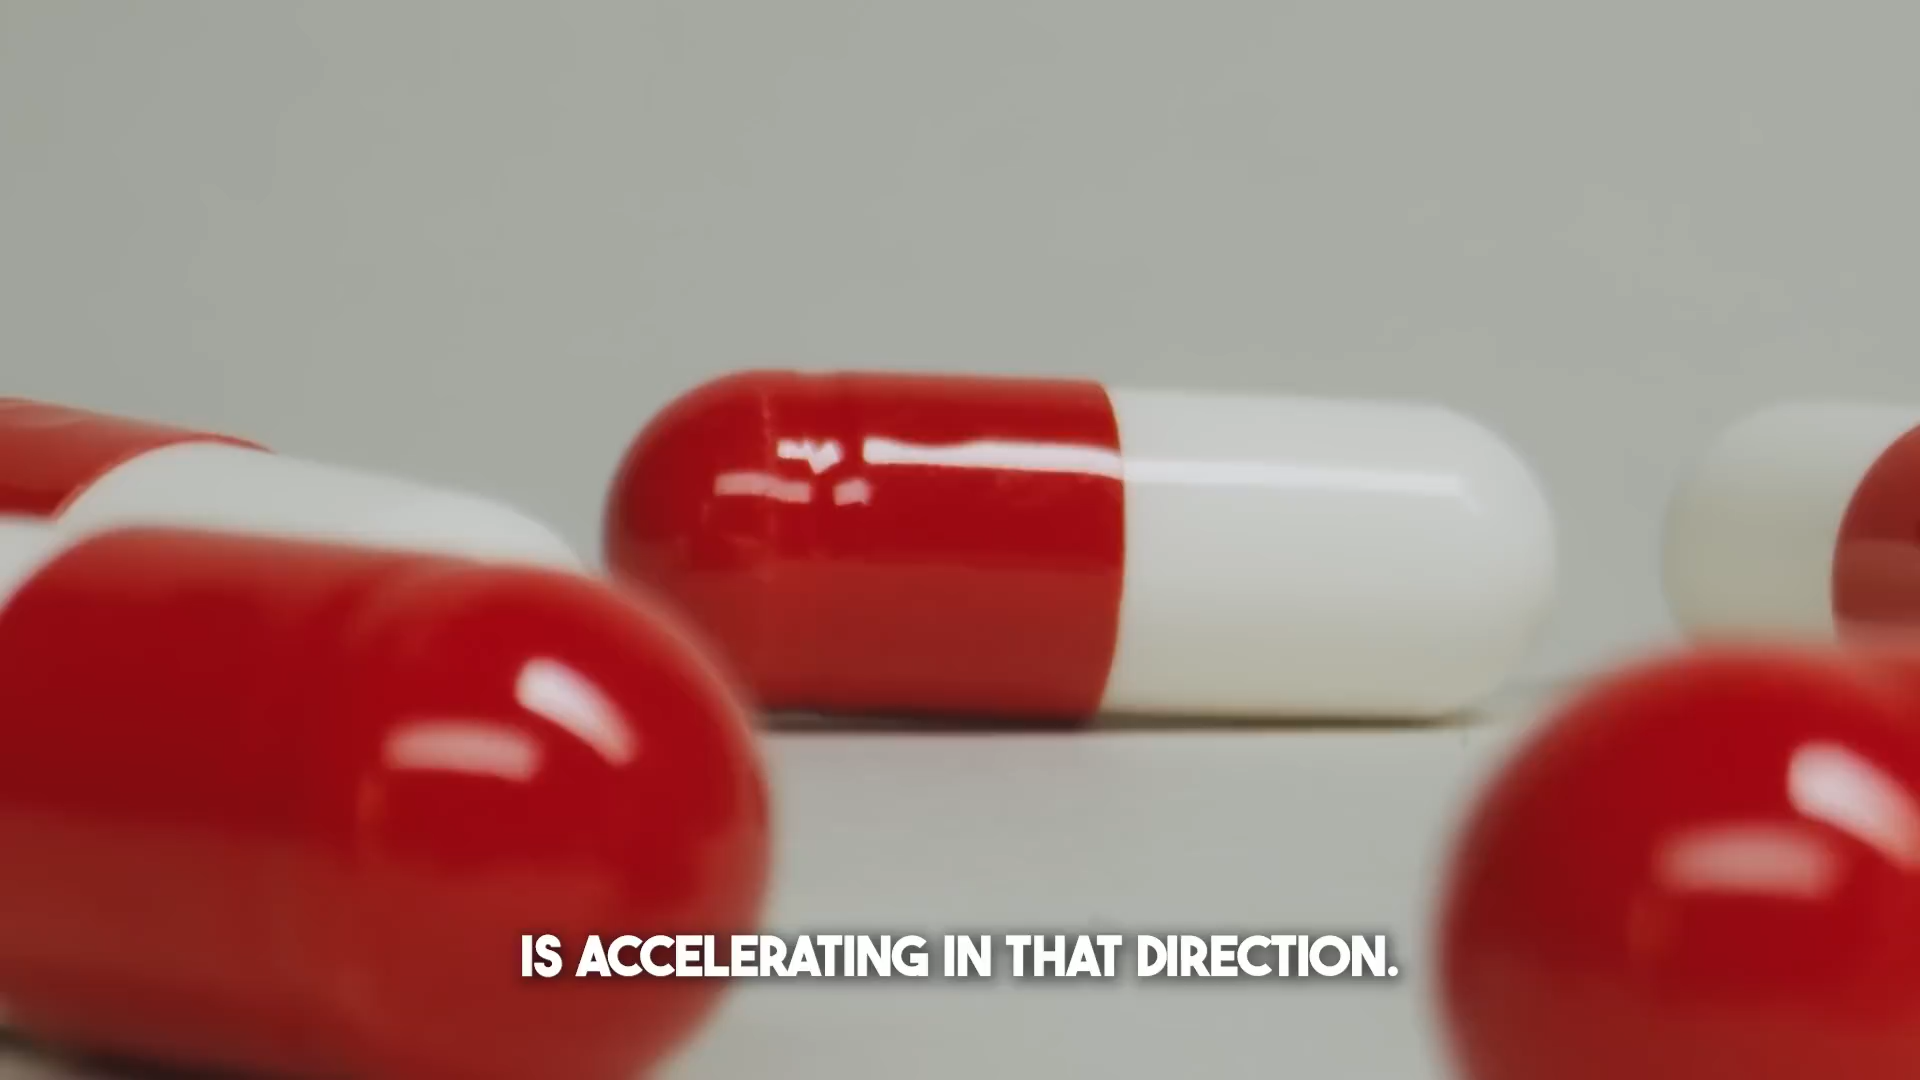 IS ACCELERATING IN THAT DIRECTION.